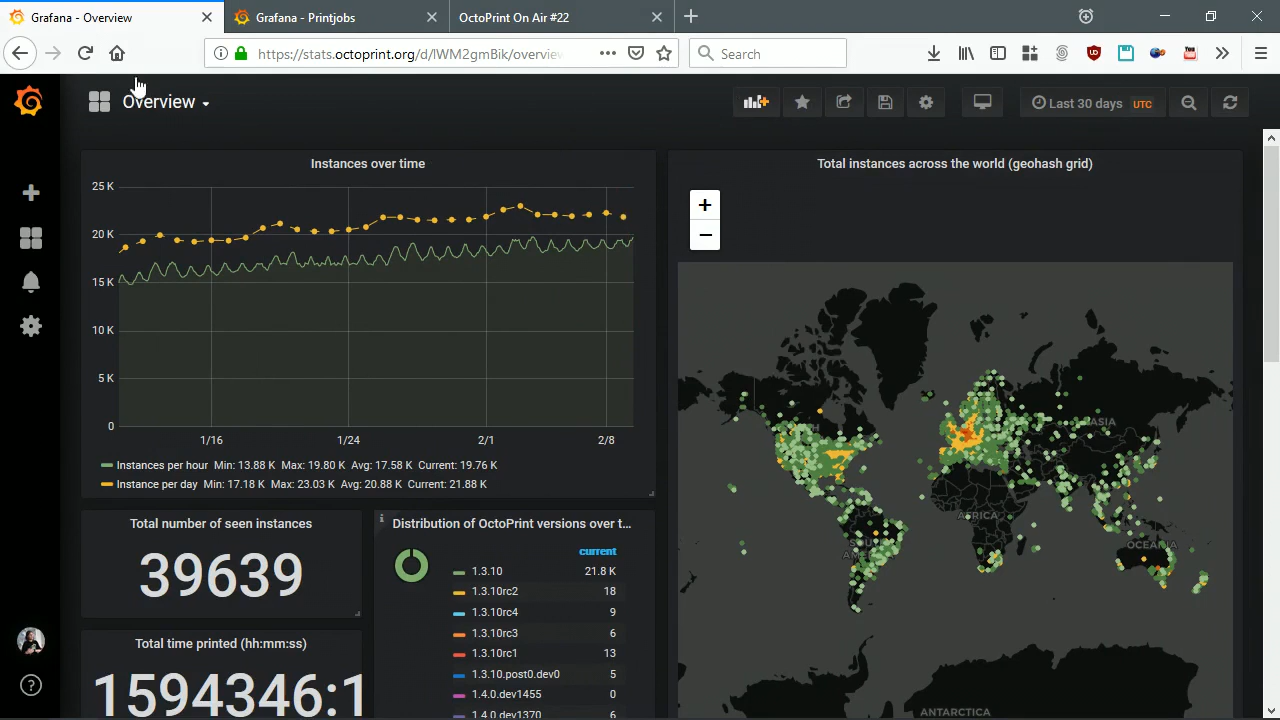 Grafana - Overview
Grafana - Printjobs
OctoPrint On Air #22
https://stats.octoprint.org/d/lWM2gmBik/overview
Search
Overview
Last 30 days UTC
Instances over time
25 K
20 K
15 K
10 K
5 K
0
1/16
1/24
2/1
2/8
Instances per hour Min: 13.88 K Max: 19.80 K Avg: 17.58 K Current: 19.76 K
Instance per day Min: 17.18 K Max: 23.03 K Avg: 20.88 K Current: 21.88 K
Total instances across the world (geohash grid)
+
−
ASIA
AFRICA
OCEANIA
ANTARCTICA
Total number of seen instances
39639
Total time printed (hh:mm:ss)
1594346:1
Distribution of OctoPrint versions over t...
current
1.3.10 21.8 K
1.3.10rc2 18
1.3.10rc4 9
1.3.10rc3 6
1.3.10rc1 13
1.3.10.post0.dev0 5
1.4.0.dev1455 0
1.4.0.dev1370 6